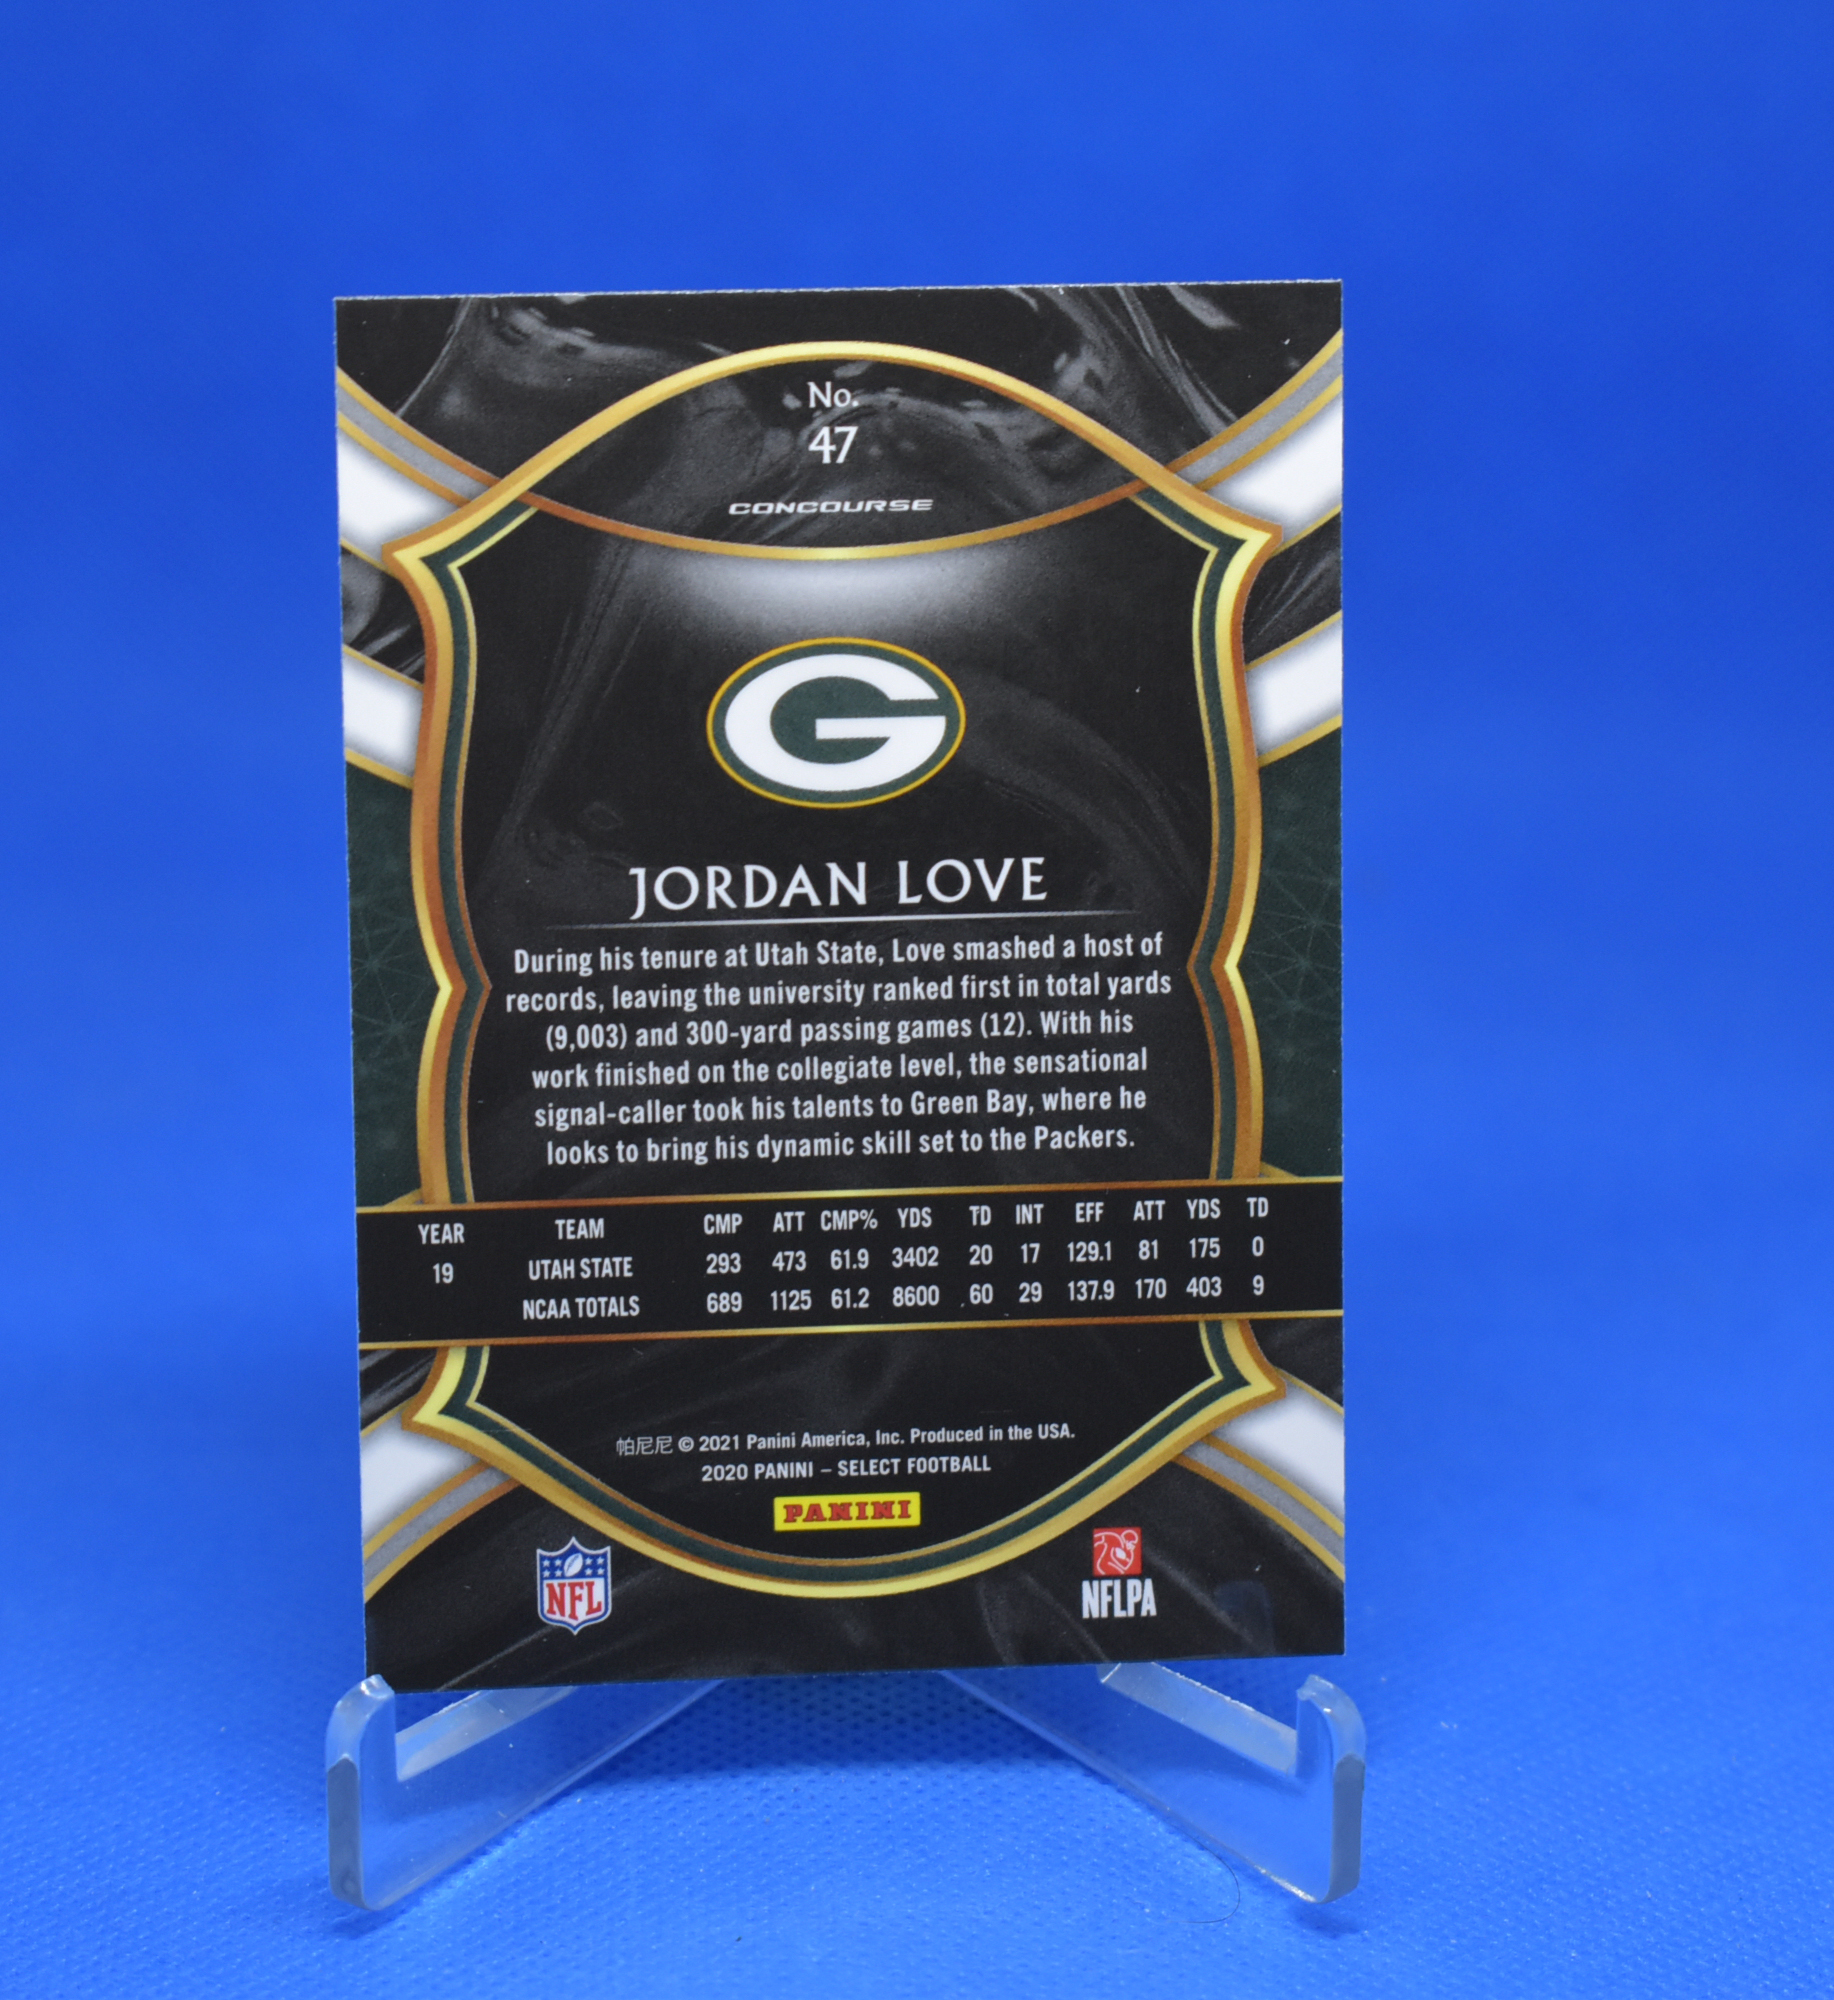 No.
47
CONCOURSE
G
JORDAN LOVE
During his tenure at Utah State, Love smashed a host of
records, leaving the university ranked first in total yards
(9,003) and 300-yard passing games (12). With his
work finished on the collegiate level, the sensational
signal-caller took his talents to Green Bay, where he
looks to bring his dynamic skill set to the Packers.
YEAR TEAM CMP ATT CMP% YDS TD INT EFF ATT YDS TD
19 UTAH STATE 293 473 61.9 3402 20 17 129.1 81 175 0
NCAA TOTALS 689 1125 61.2 8600 60 29 137.9 170 403 9
帕尼尼 © 2021 Panini America, Inc. Produced in the USA.
2020 PANINI – SELECT FOOTBALL
PANINI
NFL
NFLPA